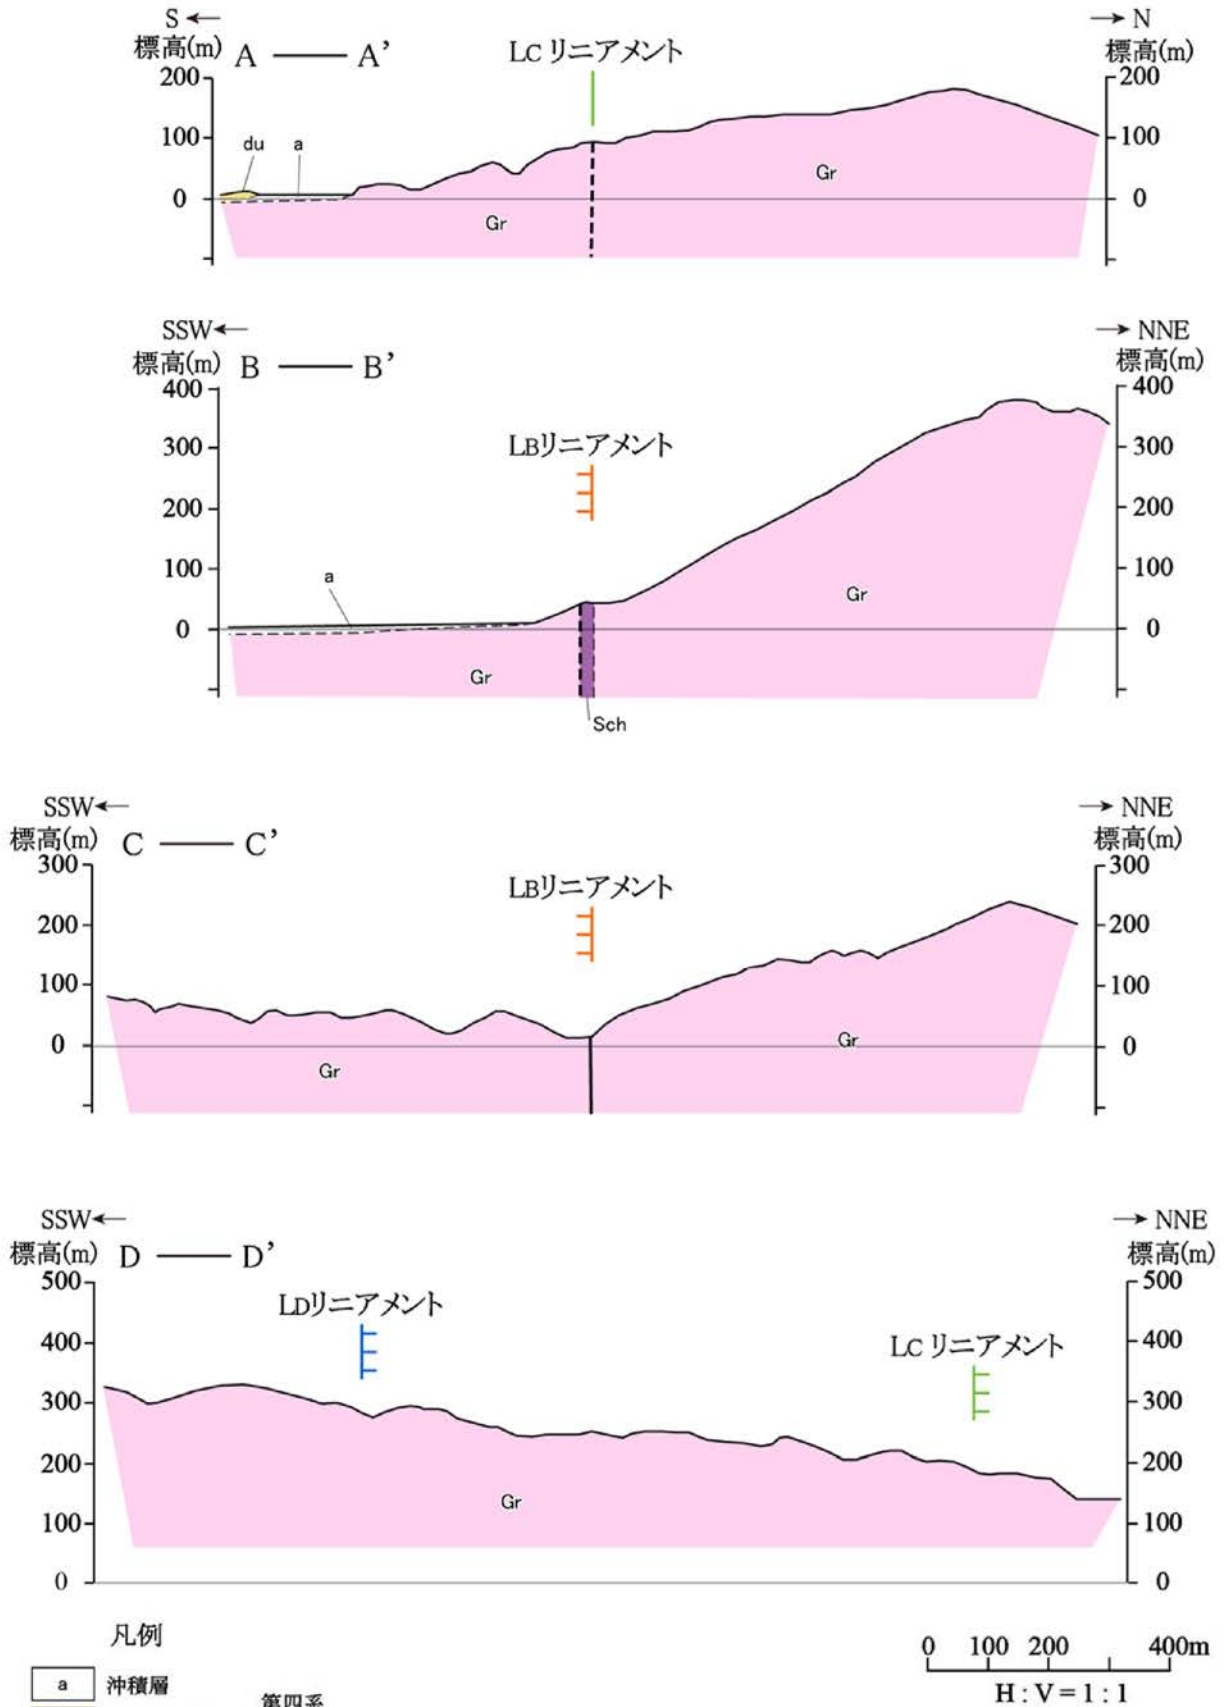 S← →N
標高(m) A —— A’ LC リニアメント 標高(m)
200 200
100 100
du a
Gr
0 0
Gr
SSW← →NNE
標高(m) B —— B’ 標高(m)
400 400
LBリニアメント
300 300
200 200
100 100
a
Gr
0 0
Gr
Sch
SSW← →NNE
標高(m) C —— C’ 標高(m)
300 300
LBリニアメント
200 200
100 100
0 0
Gr
Gr
SSW← →NNE
標高(m) D —— D’ 標高(m)
500 500
LDリニアメント
400 400
LC リニアメント
300 300
200 200
Gr
100 100
0 0
凡例
0 100 200 400m
a 沖積層
H : V = 1 : 1
第四系